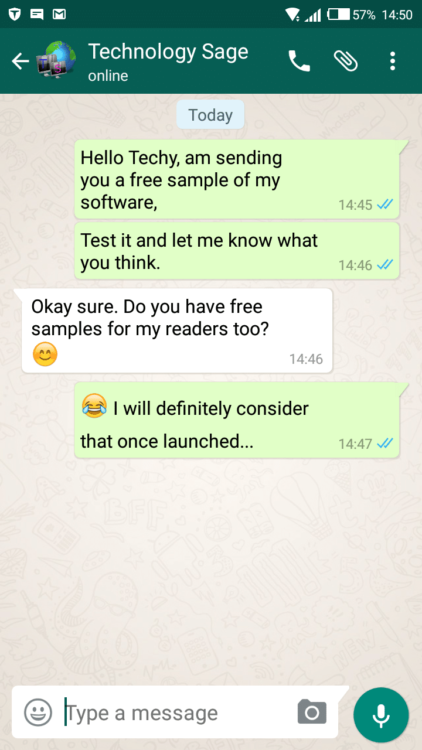 57% 14:50
Technology Sage
online
Today
Hello Techy, am sending
you a free sample of my
software,
14:45
Test it and let me know what
you think.
14:46
Okay sure. Do you have free
samples for my readers too?
😊
14:46
😂 I will definitely consider
that once launched...
14:47
Type a message